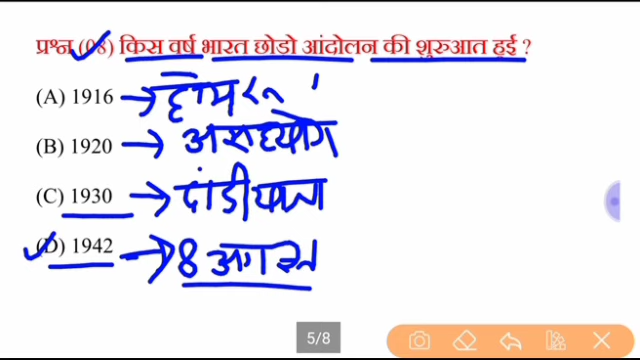 प्रश्न (08) किस वर्ष भारत छोडो आंदोलन की शुरुआत हुई ?
(A) 1916 → होमरूल
(B) 1920 → असहयोग
(C) 1930 → दांडी यात्रा
(D) 1942 → 8 अगस्त
5/8